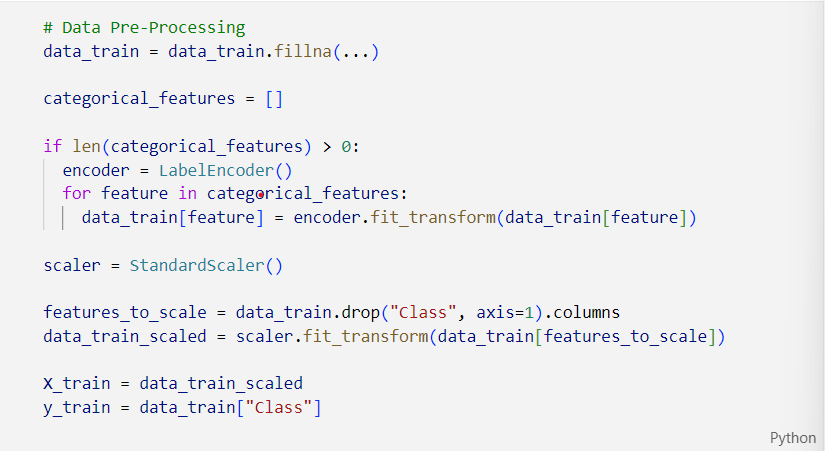 # Data Pre-Processing
data_train = data_train.fillna(...)
categorical_features = []
if len(categorical_features) > 0:
encoder = LabelEncoder()
for feature in categorical_features:
data_train[feature] = encoder.fit_transform(data_train[feature])
scaler = StandardScaler()
features_to_scale = data_train.drop("Class", axis=1).columns
data_train_scaled = scaler.fit_transform(data_train[features_to_scale])
X_train = data_train_scaled
y_train = data_train["Class"]
Python